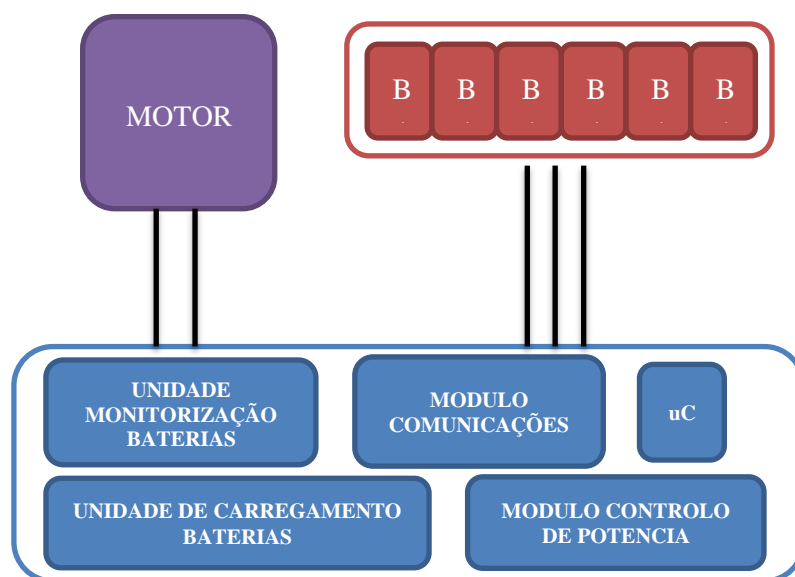 MOTOR
B B B B B B
. . . . . .
UNIDADE
MONITORIZAÇÃO
BATERIAS
MODULO
COMUNICAÇÕES
uC
UNIDADE DE CARREGAMENTO
BATERIAS
MODULO CONTROLO
DE POTENCIA